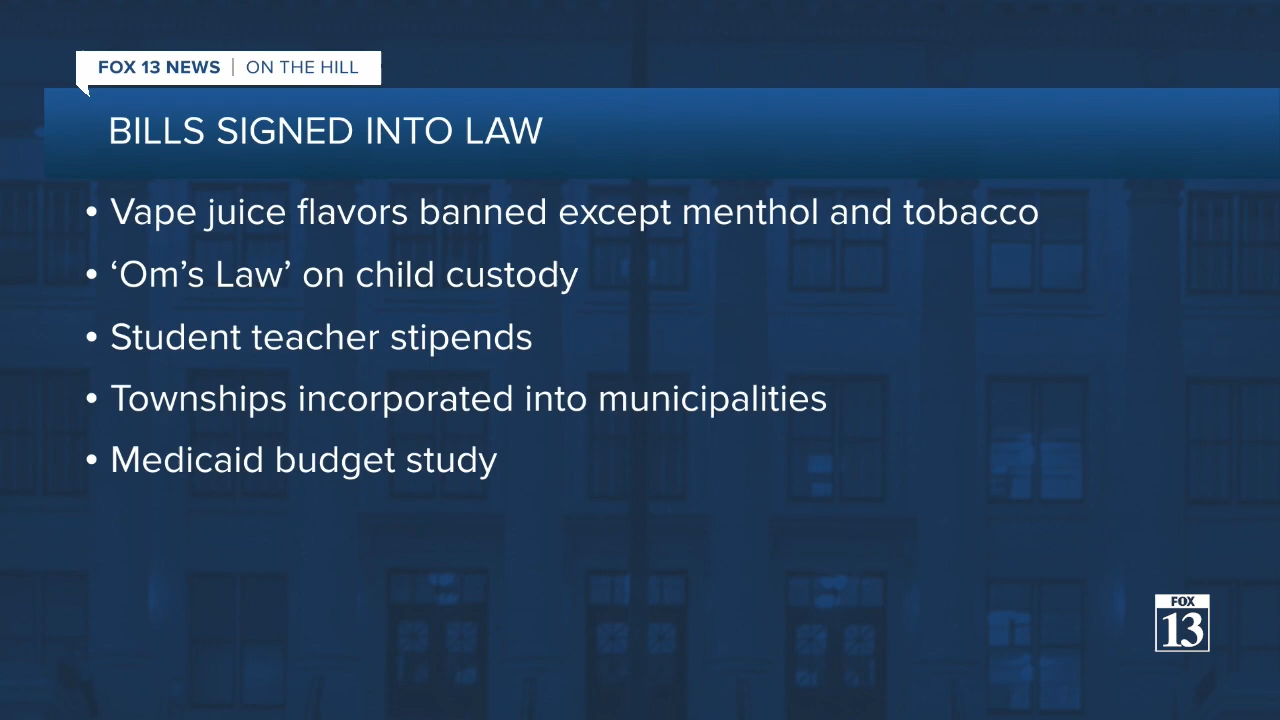 FOX 13 NEWS | ON THE HILL
BILLS SIGNED INTO LAW
• Vape juice flavors banned except menthol and tobacco
• ‘Om’s Law’ on child custody
• Student teacher stipends
• Townships incorporated into municipalities
• Medicaid budget study
FOX
13